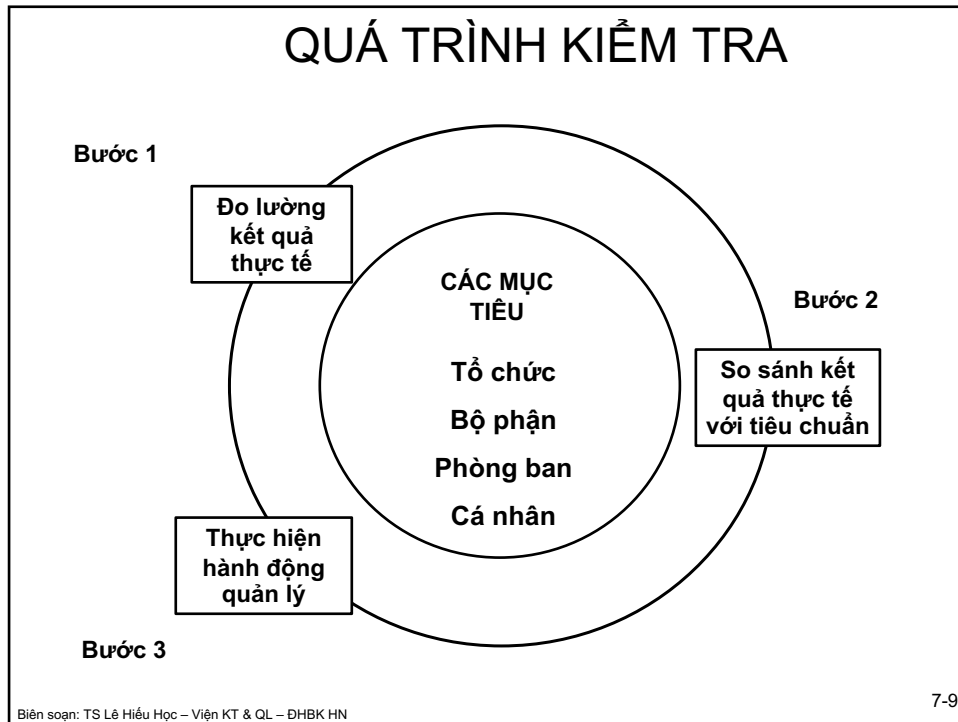 QUÁ TRÌNH KIỂM TRA
Bước 1
Đo lường
kết quả
thực tế
CÁC MỤC
TIÊU
Tổ chức
Bộ phận
Phòng ban
Cá nhân
Bước 2
So sánh kết
quả thực tế
với tiêu chuẩn
Thực hiện
hành động
quản lý
Bước 3
Biên soạn: TS Lê Hiếu Học – Viện KT & QL – ĐHBK HN
7-9